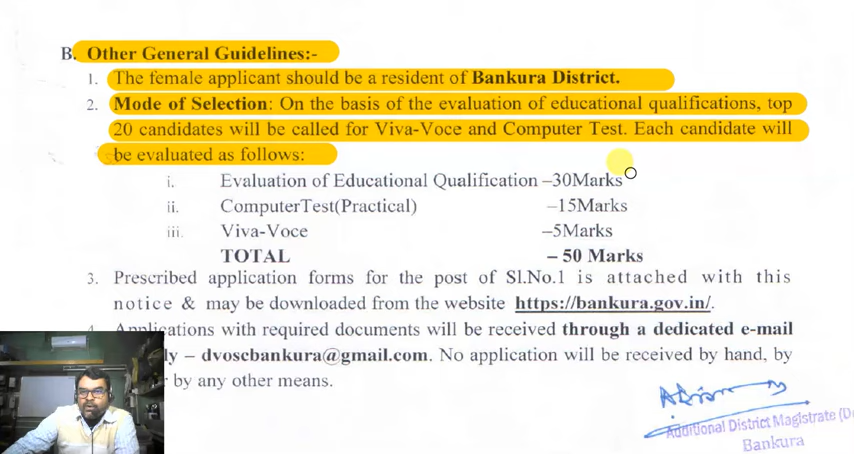 B. Other General Guidelines:-
1. The female applicant should be a resident of Bankura District.
2. Mode of Selection: On the basis of the evaluation of educational qualifications, top
20 candidates will be called for Viva-Voce and Computer Test. Each candidate will
be evaluated as follows:
i. Evaluation of Educational Qualification –30Marks
ii. ComputerTest(Practical) –15Marks
iii. Viva-Voce –5Marks
TOTAL – 50 Marks
3. Prescribed application forms for the post of Sl.No.1 is attached with this
notice & may be downloaded from the website https://bankura.gov.in/.
Applications with required documents will be received through a dedicated e-mail
– dvoscbankura@gmail.com. No application will be received by hand, by
by any other means.
Additional District Magistrate
Bankura